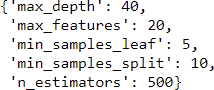 {'max_depth': 40,
'max_features': 20,
'min_samples_leaf': 5,
'min_samples_split': 10,
'n_estimators': 500}